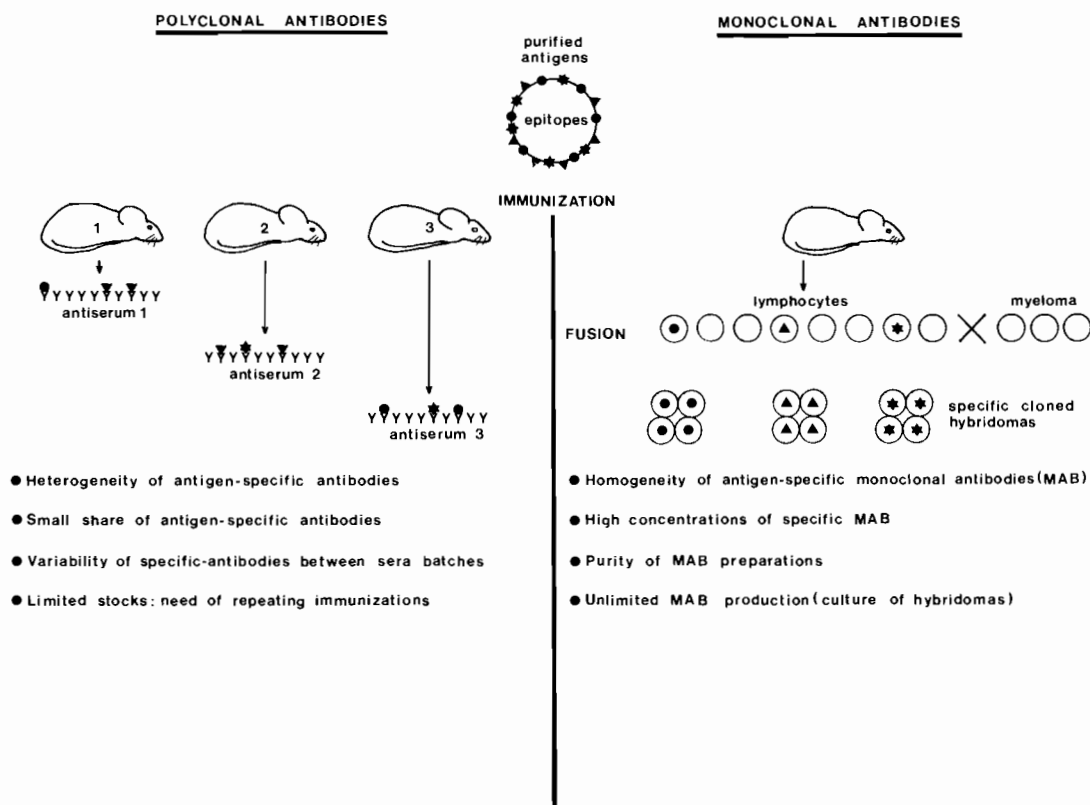 POLYCLONAL ANTIBODIES
MONOCLONAL ANTIBODIES
purified
antigens
epitopes
IMMUNIZATION
1
2
3
Y Y Y Y Y Y Y Y Y Y
antiserum 1
Y Y Y Y Y Y Y Y Y Y
antiserum 2
Y Y Y Y Y Y Y Y Y Y
antiserum 3
FUSION
lymphocytes
myeloma
specific cloned
hybridomas
● Heterogeneity of antigen-specific antibodies
● Small share of antigen-specific antibodies
● Variability of specific-antibodies between sera batches
● Limited stocks: need of repeating immunizations
● Homogeneity of antigen-specific monoclonal antibodies (MAB)
● High concentrations of specific MAB
● Purity of MAB preparations
● Unlimited MAB production (culture of hybridomas)